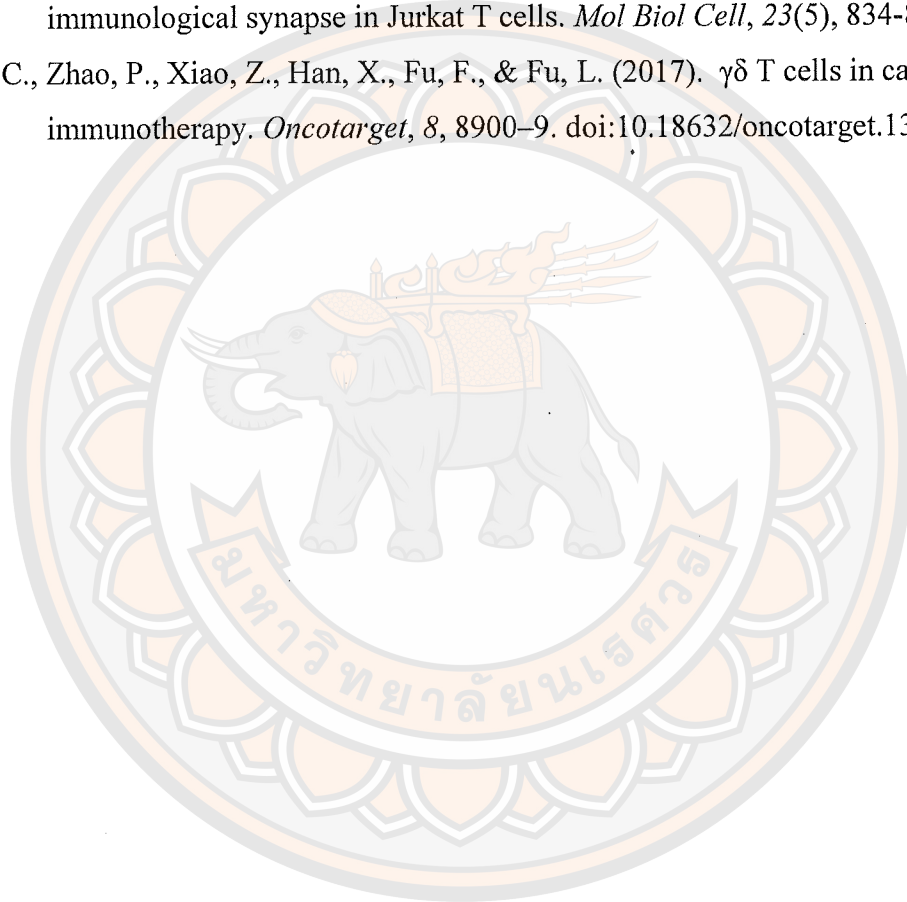 immunological synapse in Jurkat T cells. Mol Biol Cell, 23(5), 834-
C., Zhao, P., Xiao, Z., Han, X., Fu, F., & Fu, L. (2017). γδ T cells in ca
immunotherapy. Oncotarget, 8, 8900–9. doi:10.18632/oncotarget.13
มหาวิทยาลัยนเรศวร